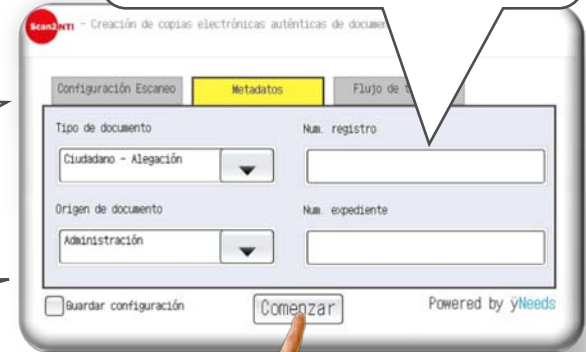 Scan2NTI - Creación de copias electrónicas auténticas de
Configuración Escaneo
Metadatos
Flujo de
Tipo de documento
Num. registro
Ciudadano - Alegación
Origen de documento
Num. expediente
Administración
Guardar configuración
Comenzar
Powered by ÿNeeds